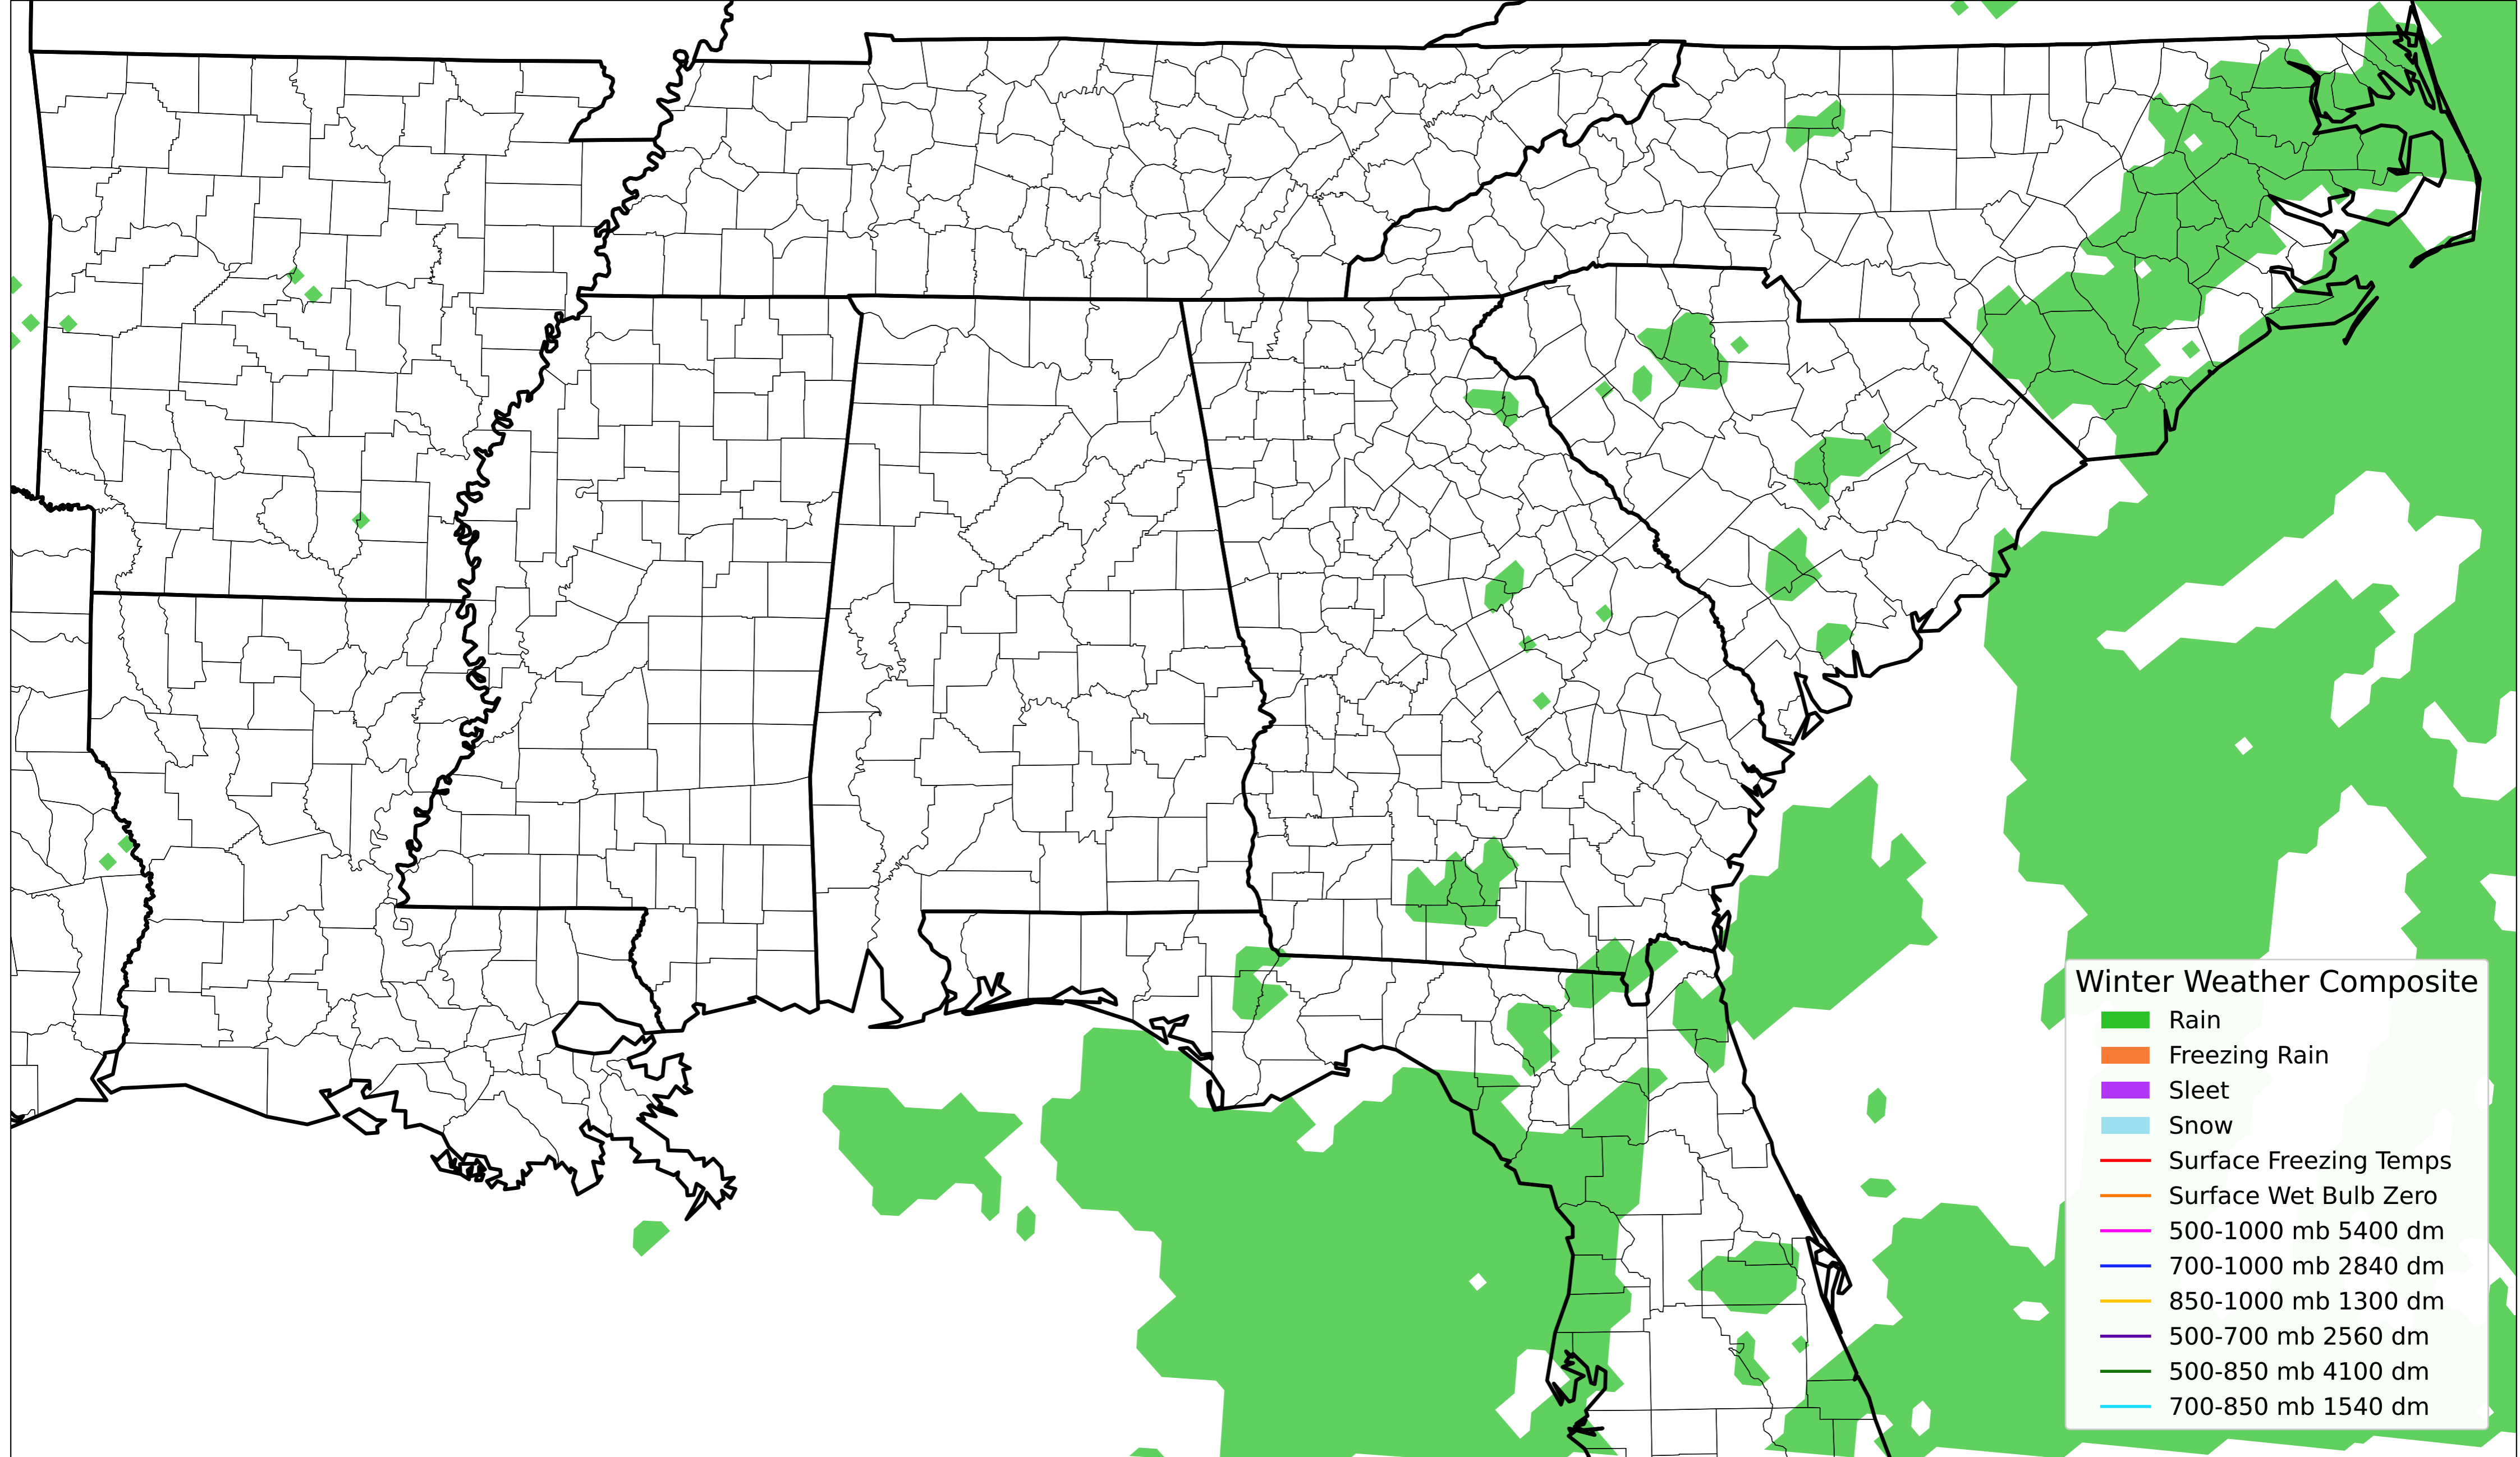 Winter Weather Composite
Rain
Freezing Rain
Sleet
Snow
Surface Freezing Temps
Surface Wet Bulb Zero
500-1000 mb 5400 dm
700-1000 mb 2840 dm
850-1000 mb 1300 dm
500-700 mb 2560 dm
500-850 mb 4100 dm
700-850 mb 1540 dm